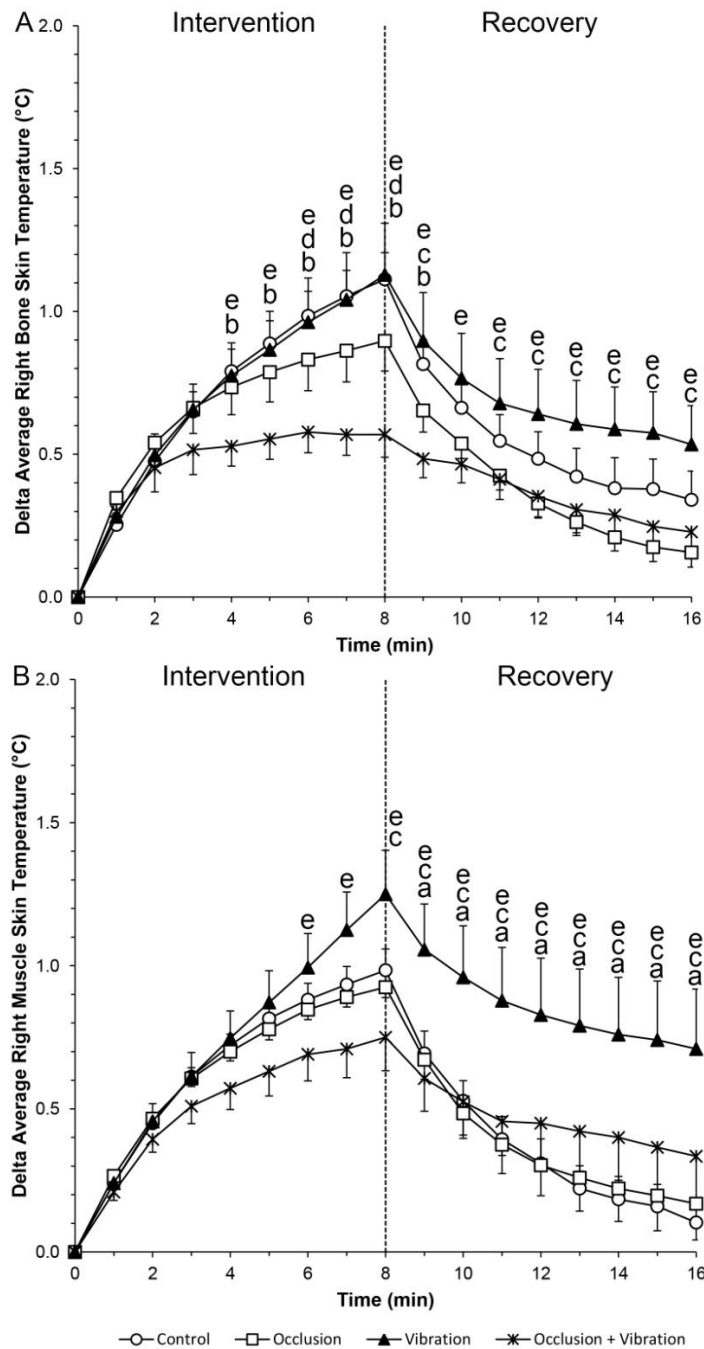 A
Intervention
Recovery
Delta Average Right Bone Skin Temperature (°C)
2.0
1.5
1.0
0.5
0.0
e
b
e
b
e
d
b
e
d
b
e
d
b
e
c
b
e
e
c
e
c
e
c
e
c
e
c
e
c
0
2
4
6
8
10
12
14
16
Time (min)
B
Intervention
Recovery
Delta Average Right Muscle Skin Temperature (°C)
2.0
1.5
1.0
0.5
0.0
e
e
e
c
e
c
a
e
c
a
e
c
a
e
c
a
e
c
a
e
c
a
e
c
a
e
c
a
0
2
4
6
8
10
12
14
16
Time (min)
Control
Occlusion
Vibration
Occlusion + Vibration